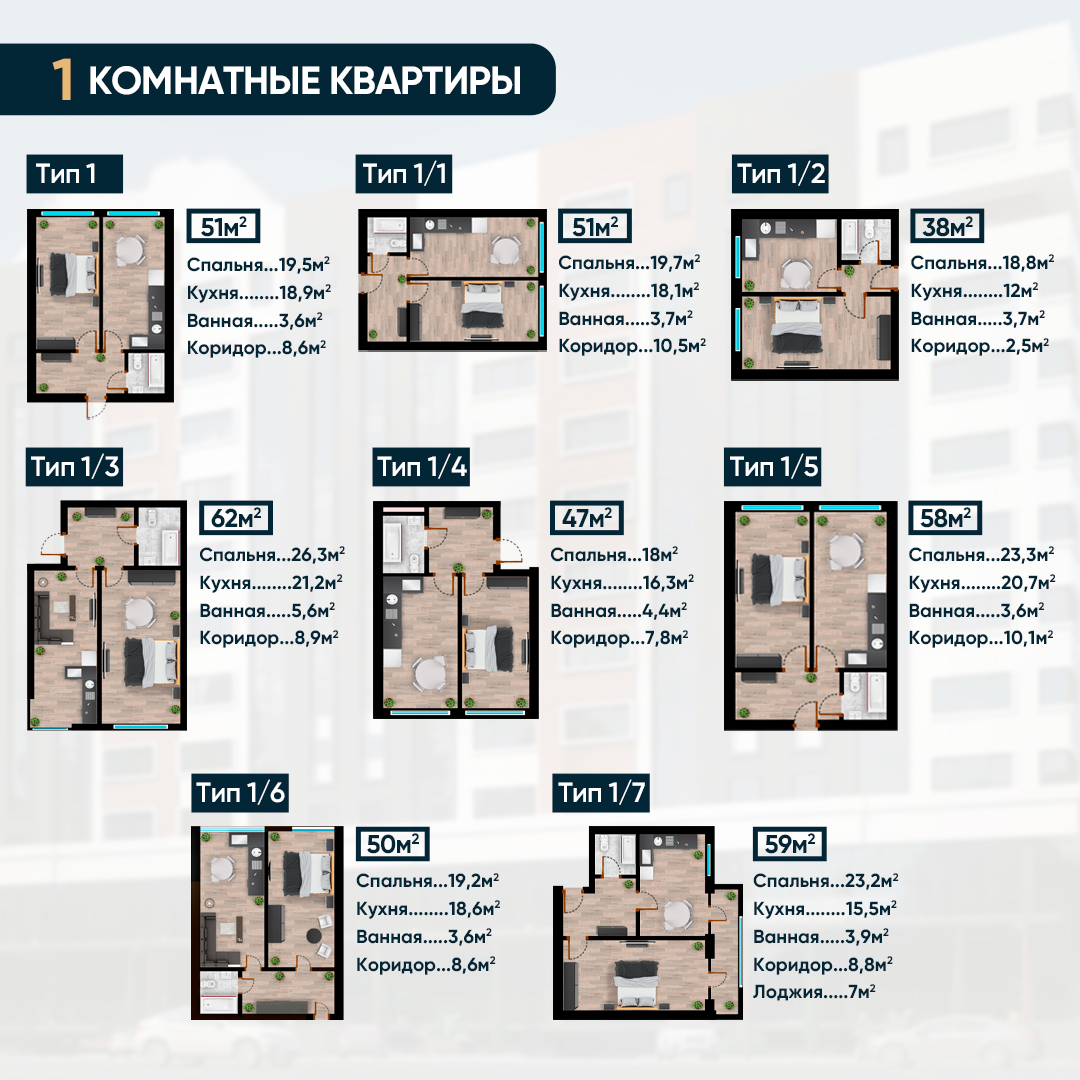 1 КОМНАТНЫЕ КВАРТИРЫ
Тип 1
51м²
Спальня...19,5м²
Кухня........18,9м²
Ванная.....3,6м²
Коридор...8,6м²
Тип 1/1
51м²
Спальня...19,7м²
Кухня........18,1м²
Ванная.....3,7м²
Коридор...10,5м²
Тип 1/2
38м²
Спальня...18,8м²
Кухня........12м²
Ванная.....3,7м²
Коридор...2,5м²
Тип 1/3
62м²
Спальня...26,3м²
Кухня........21,2м²
Ванная.....5,6м²
Коридор...8,9м²
Тип 1/4
47м²
Спальня...18м²
Кухня........16,3м²
Ванная.....4,4м²
Коридор...7,8м²
Тип 1/5
58м²
Спальня...23,3м²
Кухня........20,7м²
Ванная.....3,6м²
Коридор...10,1м²
Тип 1/6
50м²
Спальня...19,2м²
Кухня........18,6м²
Ванная.....3,6м²
Коридор...8,6м²
Тип 1/7
59м²
Спальня...23,2м²
Кухня........15,5м²
Ванная.....3,9м²
Коридор...8,8м²
Лоджия.....7м²